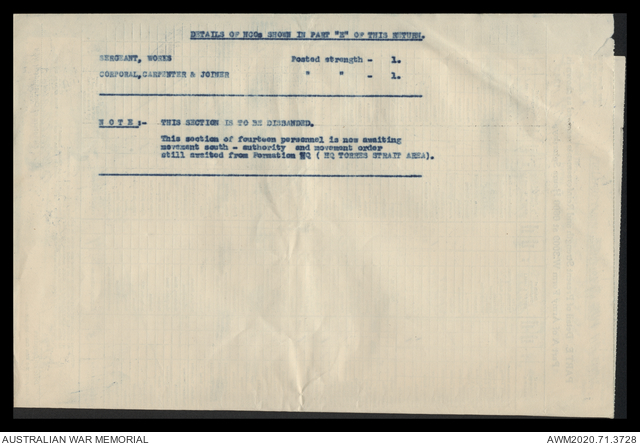 DETAILS OF NCOs SHOWN IN PART "E" OF THIS RETURN.
SERGEANT, WORKS Posted strength - 1.
CORPORAL, CARPENTER & JOINER " " - 1.
N O T E :- THIS SECTION IS TO BE DISBANDED.
This section of fourteen personnel is now awaiting
movement south - authority and movement order
still awaited from Formation HQ ( HQ TORRES STRAIT AREA).
AUSTRALIAN WAR MEMORIAL
AWM2020.71.3728